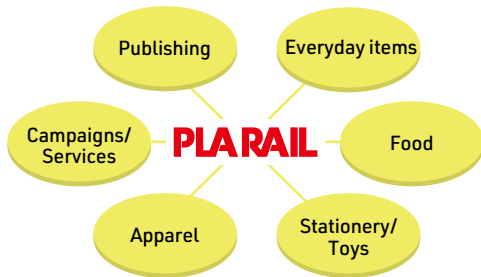 Publishing
Everyday items
Campaigns/
Services
PLARAIL
Food
Apparel
Stationery/
Toys